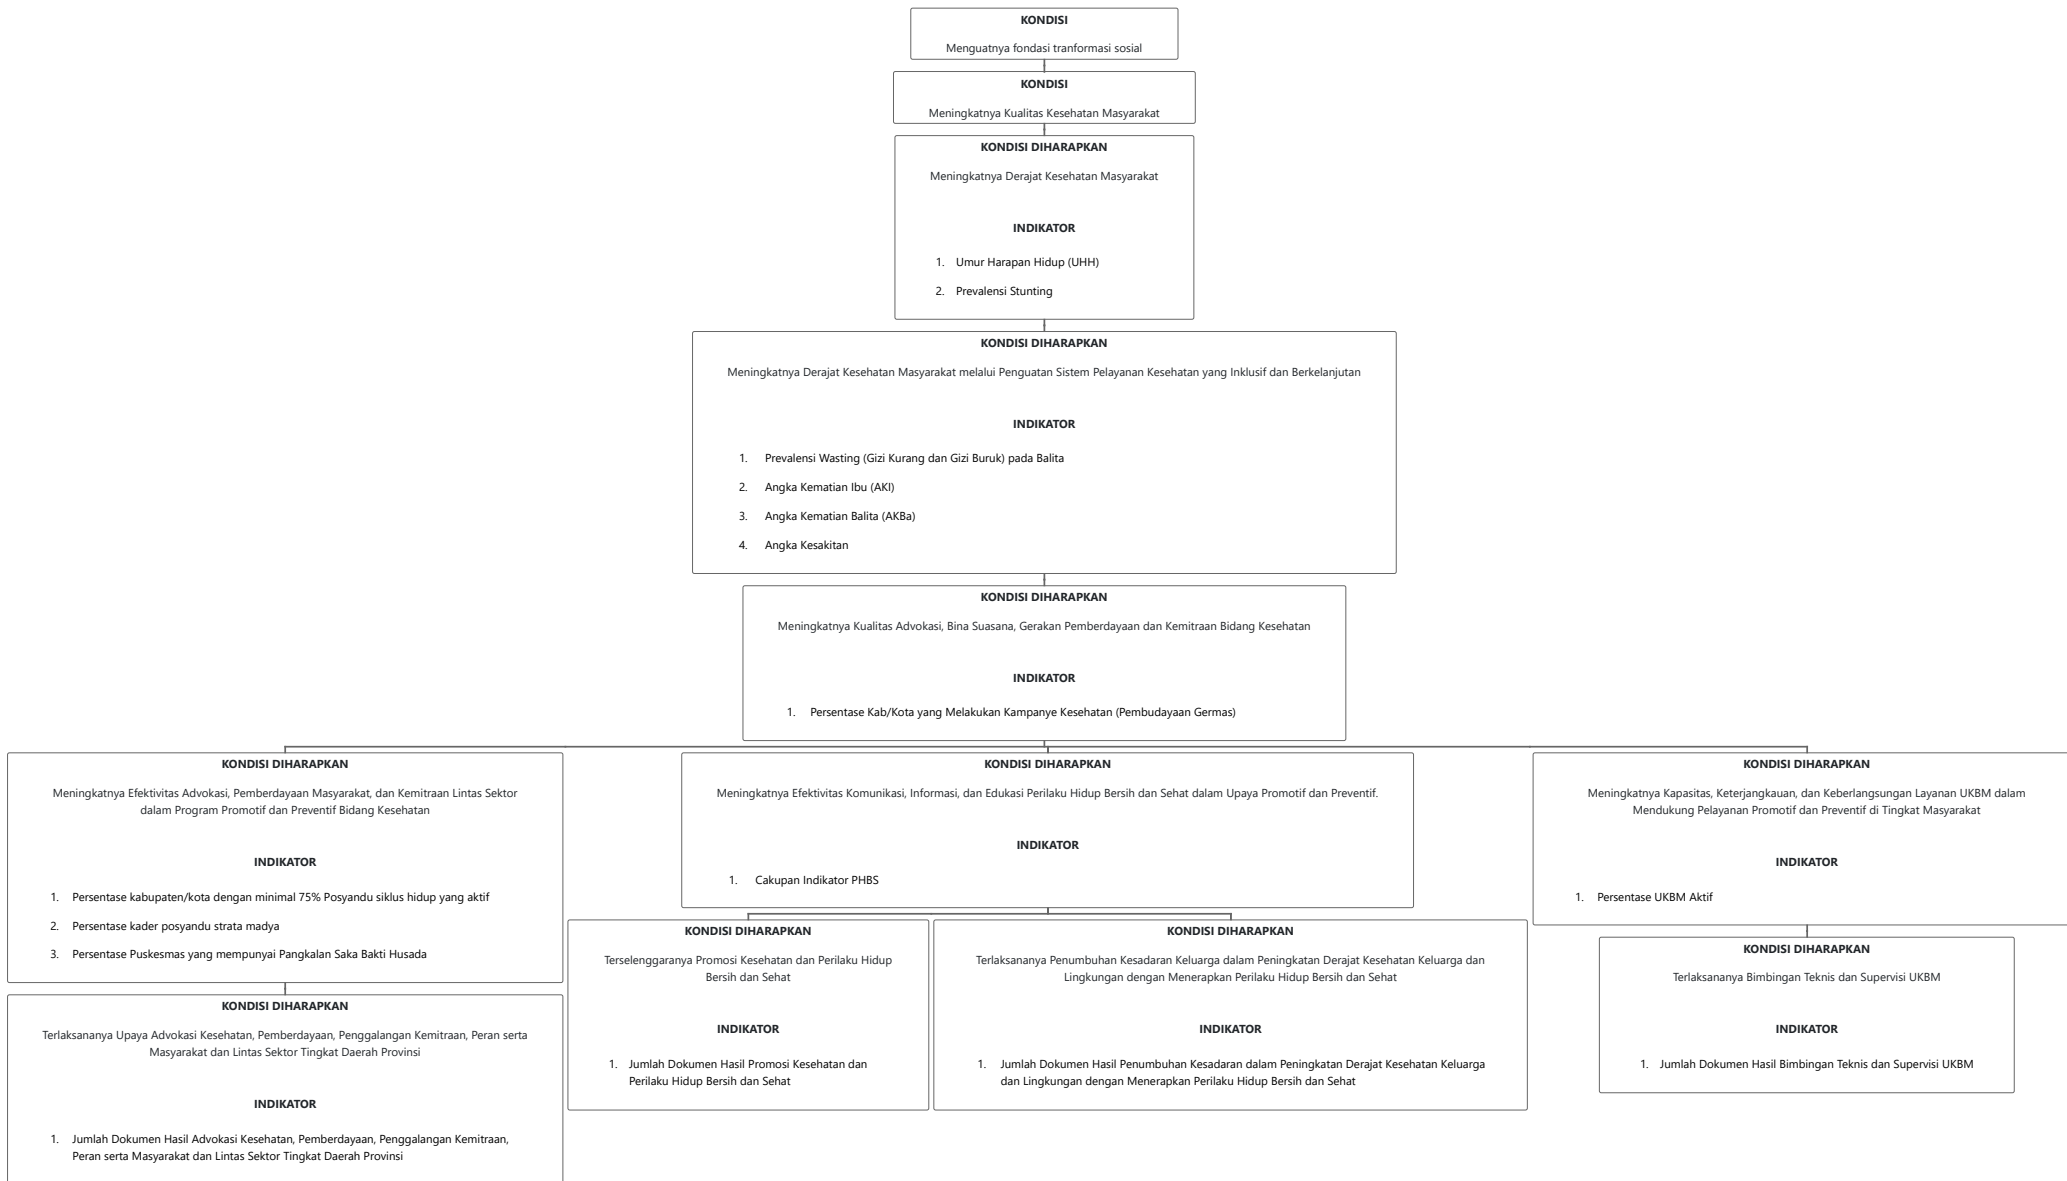 KONDISI
Menguatnya fondasi tranformasi sosial
KONDISI
Meningkatnya Kualitas Kesehatan Masyarakat
KONDISI DIHARAPKAN
Meningkatnya Derajat Kesehatan Masyarakat
INDIKATOR
1. Umur Harapan Hidup (UHH)
2. Prevalensi Stunting
KONDISI DIHARAPKAN
Meningkatnya Derajat Kesehatan Masyarakat melalui Penguatan Sistem Pelayanan Kesehatan yang Inklusif dan Berkelanjutan
INDIKATOR
1. Prevalensi Wasting (Gizi Kurang dan Gizi Buruk) pada Balita
2. Angka Kematian Ibu (AKI)
3. Angka Kematian Balita (AKBa)
4. Angka Kesakitan
KONDISI DIHARAPKAN
Meningkatnya Kualitas Advokasi, Bina Suasana, Gerakan Pemberdayaan dan Kemitraan Bidang Kesehatan
INDIKATOR
1. Persentase Kab/Kota yang Melakukan Kampanye Kesehatan (Pembudayaan Germas)
KONDISI DIHARAPKAN
Meningkatnya Efektivitas Advokasi, Pemberdayaan Masyarakat, dan Kemitraan Lintas Sektor
dalam Program Promotif dan Preventif Bidang Kesehatan
INDIKATOR
1. Persentase kabupaten/kota dengan minimal 75% Posyandu siklus hidup yang aktif
2. Persentase kader posyandu strata madya
3. Persentase Puskesmas yang mempunyai Pangkalan Saka Bakti Husada
KONDISI DIHARAPKAN
Terlaksananya Upaya Advokasi Kesehatan, Pemberdayaan, Penggalangan Kemitraan, Peran serta
Masyarakat dan Lintas Sektor Tingkat Daerah Provinsi
INDIKATOR
1. Jumlah Dokumen Hasil Advokasi Kesehatan, Pemberdayaan, Penggalangan Kemitraan,
Peran serta Masyarakat dan Lintas Sektor Tingkat Daerah Provinsi
KONDISI DIHARAPKAN
Meningkatnya Efektivitas Komunikasi, Informasi, dan Edukasi Perilaku Hidup Bersih dan Sehat dalam Upaya Promotif dan Preventif.
INDIKATOR
1. Cakupan Indikator PHBS
KONDISI DIHARAPKAN
Terselenggaranya Promosi Kesehatan dan Perilaku Hidup
Bersih dan Sehat
INDIKATOR
1. Jumlah Dokumen Hasil Promosi Kesehatan dan
Perilaku Hidup Bersih dan Sehat
KONDISI DIHARAPKAN
Terlaksananya Penumbuhan Kesadaran Keluarga dalam Peningkatan Derajat Kesehatan Keluarga dan
Lingkungan dengan Menerapkan Perilaku Hidup Bersih dan Sehat
INDIKATOR
1. Jumlah Dokumen Hasil Penumbuhan Kesadaran dalam Peningkatan Derajat Kesehatan Keluarga
dan Lingkungan dengan Menerapkan Perilaku Hidup Bersih dan Sehat
KONDISI DIHARAPKAN
Meningkatnya Kapasitas, Keterjangkauan, dan Keberlangsungan Layanan UKBM dalam
Mendukung Pelayanan Promotif dan Preventif di Tingkat Masyarakat
INDIKATOR
1. Persentase UKBM Aktif
KONDISI DIHARAPKAN
Terlaksananya Bimbingan Teknis dan Supervisi UKBM
INDIKATOR
1. Jumlah Dokumen Hasil Bimbingan Teknis dan Supervisi UKBM